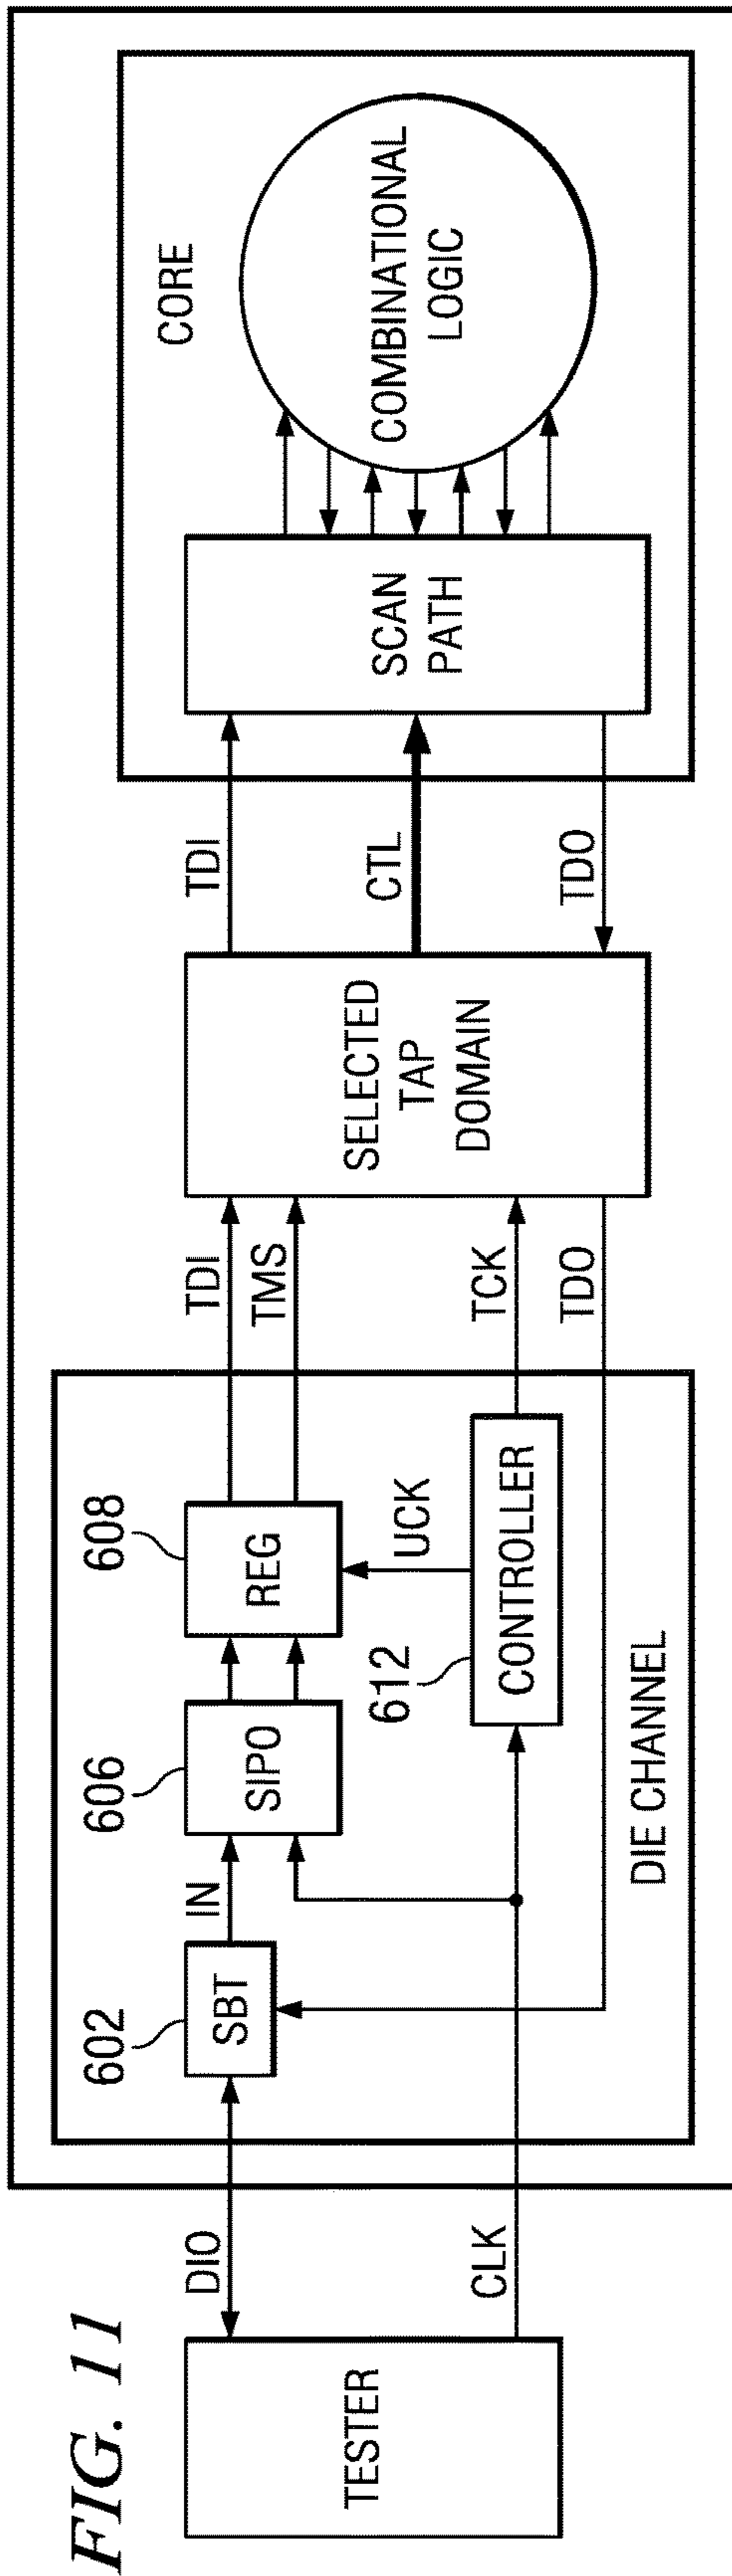 FIG. 11
TESTER
DIO
CLK
602
SBT
IN
606
SIPO
608
REG
UCK
612
CONTROLLER
DIE CHANNEL
TDI
TMS
TCK
TDO
SELECTED
TAP
DOMAIN
TDI
CTL
TDO
CORE
SCAN
PATH
COMBINATIONAL
LOGIC